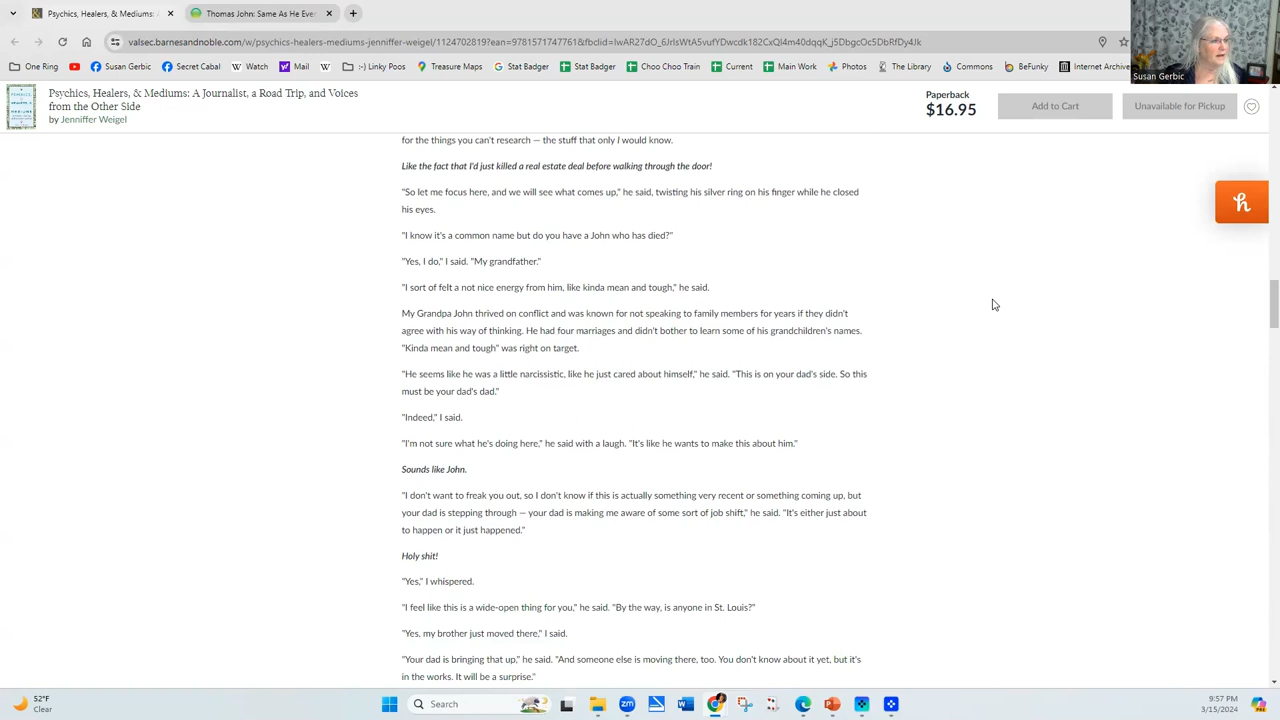 Psychics, Healers, & Mediums: A J
Thomas John: Same As He Ever
valsec.barnesandnoble.com/w/psychics-healers-mediums-jenniffer-weigel/1124702819?ean=9781571747761&fbclid=IwAR27dO_6JrlsWtA5vufYDwcdk182CxQl4m40dqqK_j5DbgcOc5DbRfDy4Jk
One Ring
Susan Gerbic
Secret Cabal
Watch
Mail
:-) Linky Poos
Treasure Maps
Stat Badger
Stat Badger
Choo Choo Train
Current
Main Work
Photos
The Library
Commons
BeFunky
Internet Archive
Susan Gerbic
Psychics, Healers, & Mediums: A Journalist, a Road Trip, and Voices
from the Other Side
by Jenniffer Weigel
Paperback
$16.95
Add to Cart
Unavailable for Pickup
for the things you can't research — the stuff that only I would know.
Like the fact that I'd just killed a real estate deal before walking through the door!
"So let me focus here, and we will see what comes up," he said, twisting his silver ring on his finger while he closed
his eyes.
"I know it's a common name but do you have a John who has died?"
"Yes, I do," I said. "My grandfather."
"I sort of felt a not nice energy from him, like kinda mean and tough," he said.
My Grandpa John thrived on conflict and was known for not speaking to family members for years if they didn't
agree with his way of thinking. He had four marriages and didn't bother to learn some of his grandchildren's names.
"Kinda mean and tough" was right on target.
"He seems like he was a little narcissistic, like he just cared about himself," he said. "This is on your dad's side. So this
must be your dad's dad."
"Indeed," I said.
"I'm not sure what he's doing here," he said with a laugh. "It's like he wants to make this about him."
Sounds like John.
"I don't want to freak you out, so I don't know if this is actually something very recent or something coming up, but
your dad is stepping through — your dad is making me aware of some sort of job shift," he said. "It's either just about
to happen or it just happened."
Holy shit!
"Yes," I whispered.
"I feel like this is a wide-open thing for you," he said. "By the way, is anyone in St. Louis?"
"Yes, my brother just moved there," I said.
"Your dad is bringing that up," he said. "And someone else is moving there, too. You don't know about it yet, but it's
in the works. It will be a surprise."
52°F
Clear
Search
9:57 PM
3/15/2024